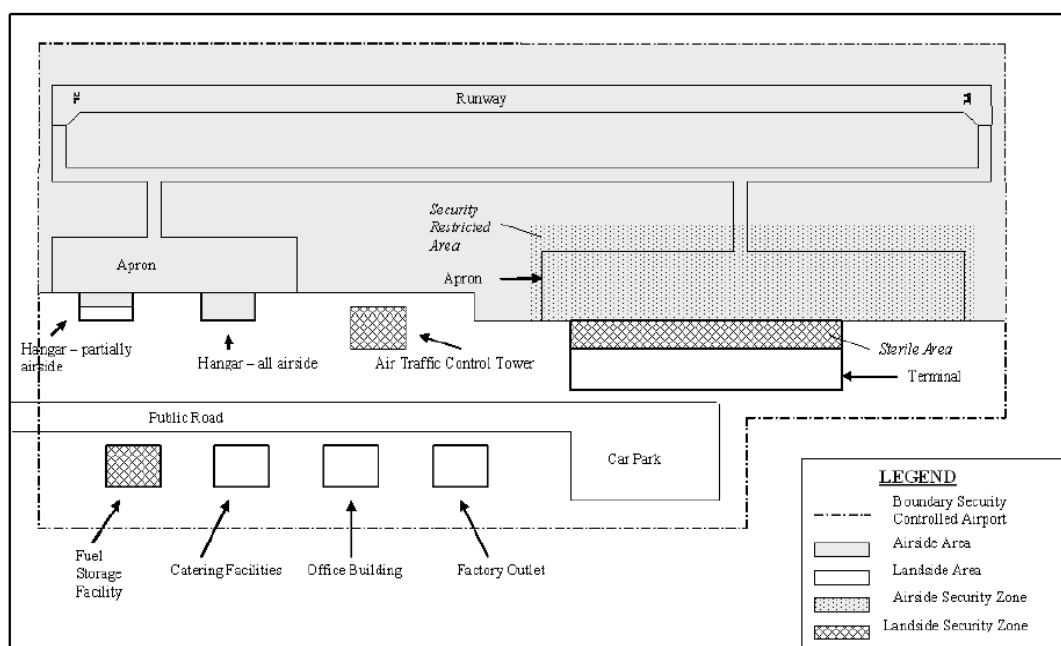 Runway
Security
Restricted
Area
Apron
Apron
Hangar – partially
airside
Hangar – all airside
Air Traffic Control Tower
Sterile Area
Terminal
Public Road
Car Park
Fuel
Storage
Facility
Catering Facilities
Office Building
Factory Outlet
LEGEND
Boundary Security
Controlled Airport
Airside Area
Landside Area
Airside Security Zone
Landside Security Zone